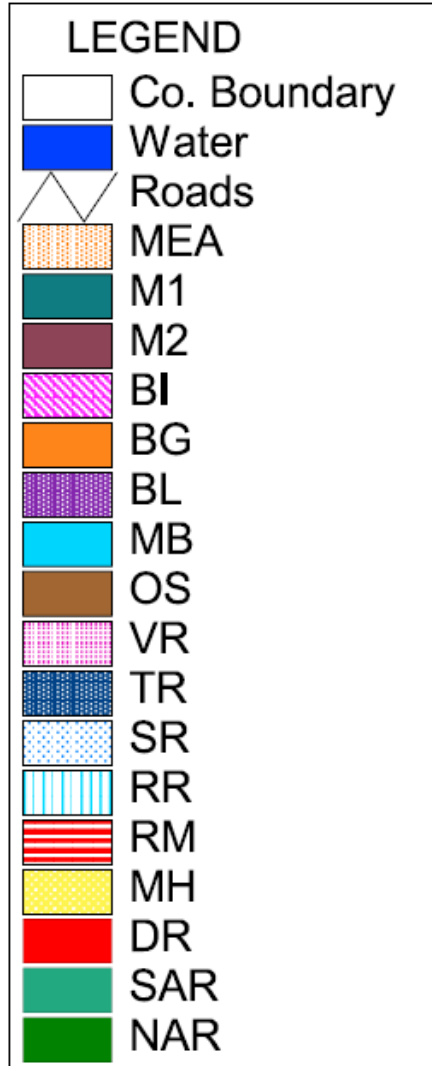 LEGEND
Co. Boundary
Water
Roads
MEA
M1
M2
BI
BG
BL
MB
OS
VR
TR
SR
RR
RM
MH
DR
SAR
NAR